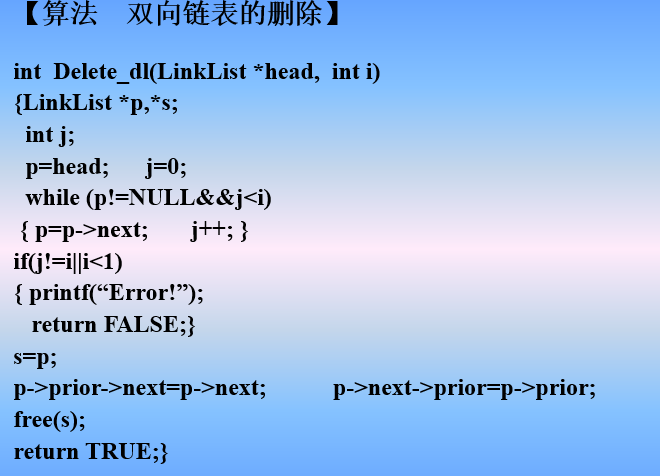 【算法 双向链表的删除】
int Delete_dl(LinkList *head, int i)
{LinkList *p,*s;
int j;
p=head; j=0;
while (p!=NULL&&j<i)
{ p=p->next; j++; }
if(j!=i||i<1)
{ printf(“Error!”);
return FALSE;}
s=p;
p->prior->next=p->next; p->next->prior=p->prior;
free(s);
return TRUE;}